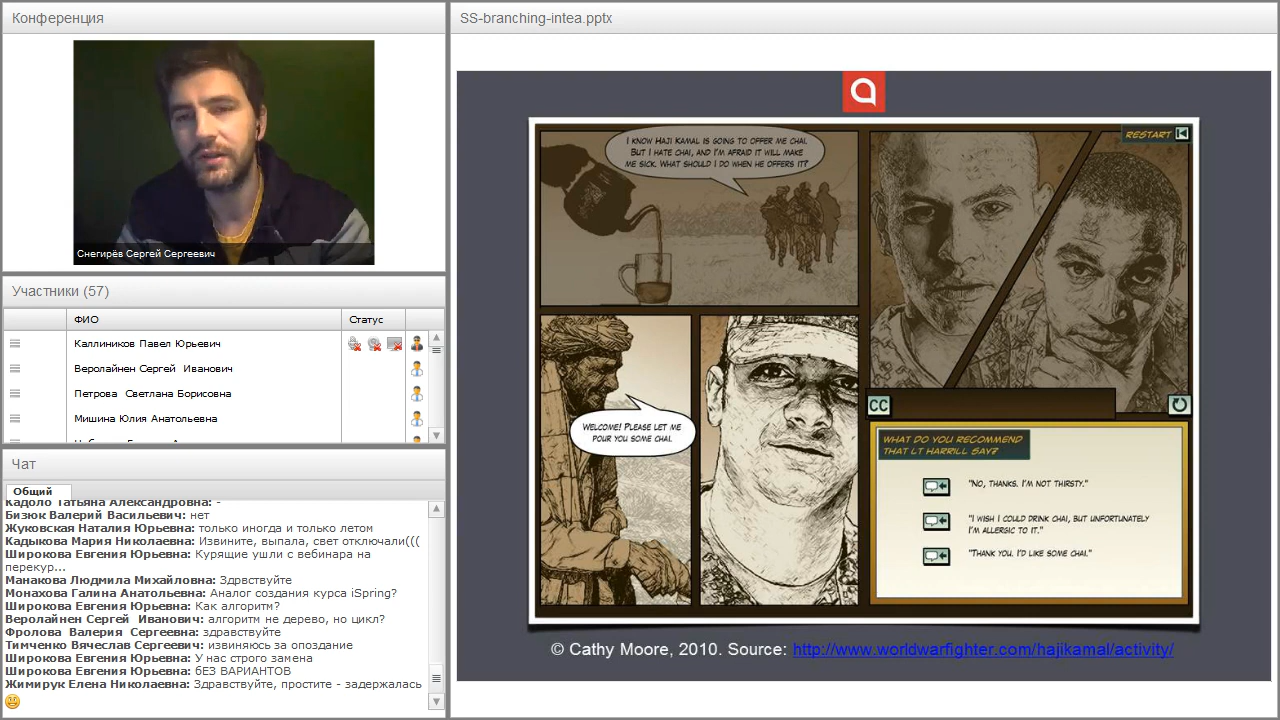 Конференция
Снегирёв Сергей Сергеевич
Участники (57)
ФИО
Статус
Каллиников Павел Юрьевич
Веролайнен Сергей Иванович
Петрова Светлана Борисовна
Мишина Юлия Анатольевна
Чат
Общий
Кадоло Татьяна Александровна: -
Бизюк Валерий Васильевич: нет
Жуковская Наталия Юрьевна: только иногда и только летом
Кадыкова Мария Николаевна: Извините, выпала, свет отключали(((
Широкова Евгения Юрьевна: Курящие ушли с вебинара на
перекур...
Манакова Людмила Михайловна: Здрвствуйте
Монахова Галина Анатольевна: Аналог создания курса iSpring?
Широкова Евгения Юрьевна: Как алгоритм?
Веролайнен Сергей Иванович: алгоритм не дерево, но цикл?
Фролова Валерия Сергеевна: здравствуйте
Тимченко Вячеслав Сергеевич: извиняюсь за опоздание
Широкова Евгения Юрьевна: У нас строго замена
Широкова Евгения Юрьевна: бЕЗ ВАРИАНТОВ
Жимирук Елена Николаевна: Здравствуйте, простите - задержалась
SS-branching-intea.pptx
I KNOW HAJI KAMAL IS GOING TO OFFER ME CHAI.
BUT I HATE CHAI, AND I'M AFRAID IT WILL MAKE
ME SICK. WHAT SHOULD I DO WHEN HE OFFERS IT?
RESTART
WELCOME! PLEASE LET ME
POUR YOU SOME CHAI.
CC
WHAT DO YOU RECOMMEND
THAT LT HARRILL SAY?
"NO, THANKS. I'M NOT THIRSTY."
"I WISH I COULD DRINK CHAI, BUT UNFORTUNATELY
I'M ALLERGIC TO IT."
"THANK YOU. I'D LIKE SOME CHAI."
© Cathy Moore, 2010. Source: http://www.worldwarfighter.com/hajikamal/activity/